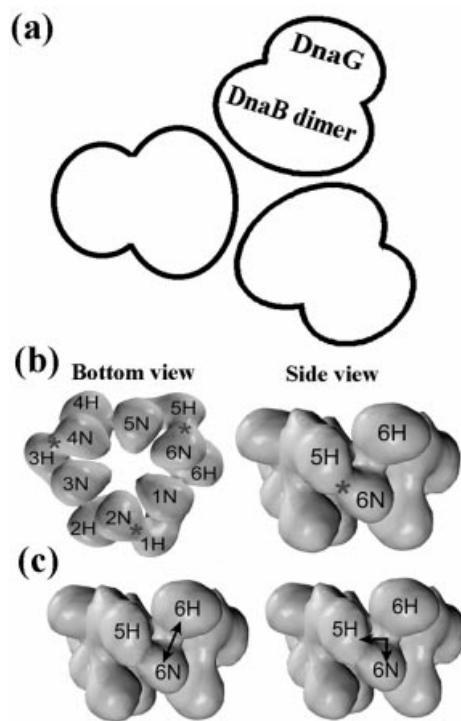 (a)
DnaG
DnaB dimer
(b)
Bottom view
Side view
4H
5N
5H
*
4N
*
6N
3H
6H
3N
1N
2H
2N
*
1H
6H
5H
*
6N
(c)
6H
5H
6N
6H
5H
6N